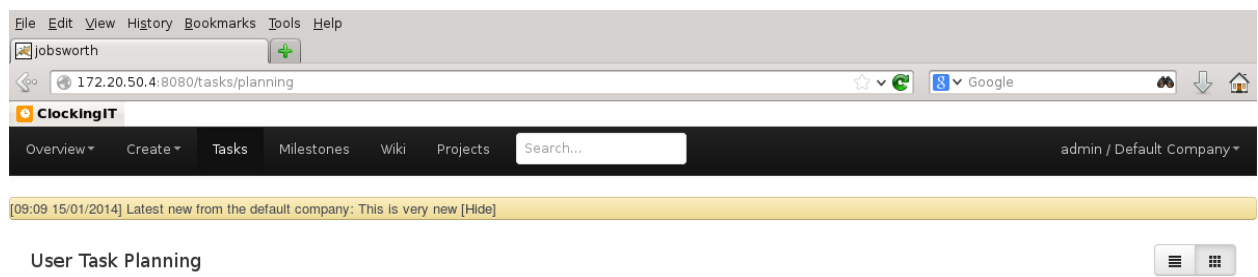 File Edit View History Bookmarks Tools Help
jobsworth
172.20.50.4:8080/tasks/planning Google
ClockingIT
Overview Create Tasks Milestones Wiki Projects Search... admin / Default Company
[09:09 15/01/2014] Latest new from the default company: This is very new [Hide]
User Task Planning